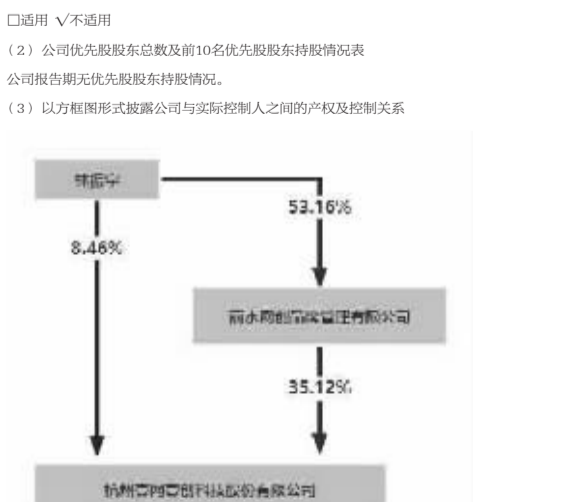 □适用 √不适用
（2）公司优先股股东总数及前10名优先股股东持股情况表
公司报告期无优先股股东持股情况。
（3）以方框图形式披露公司与实际控制人之间的产权及控制关系
林振宇
53.16%
8.46%
丽水网创品牌管理有限公司
35.12%
杭州壹网壹创科技股份有限公司